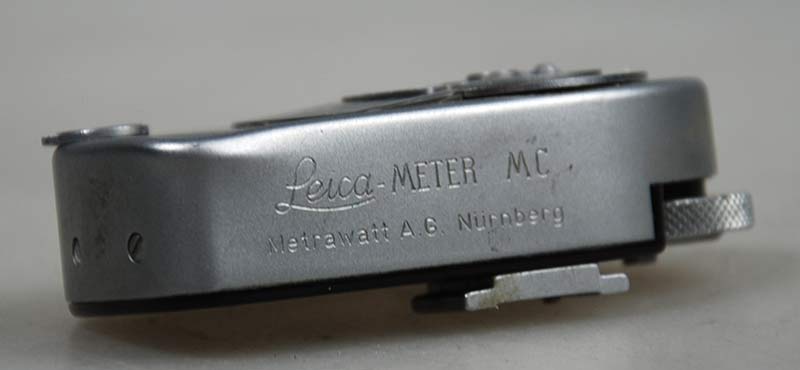 Leica-METER MC
Metrawatt A.G. Nürnberg